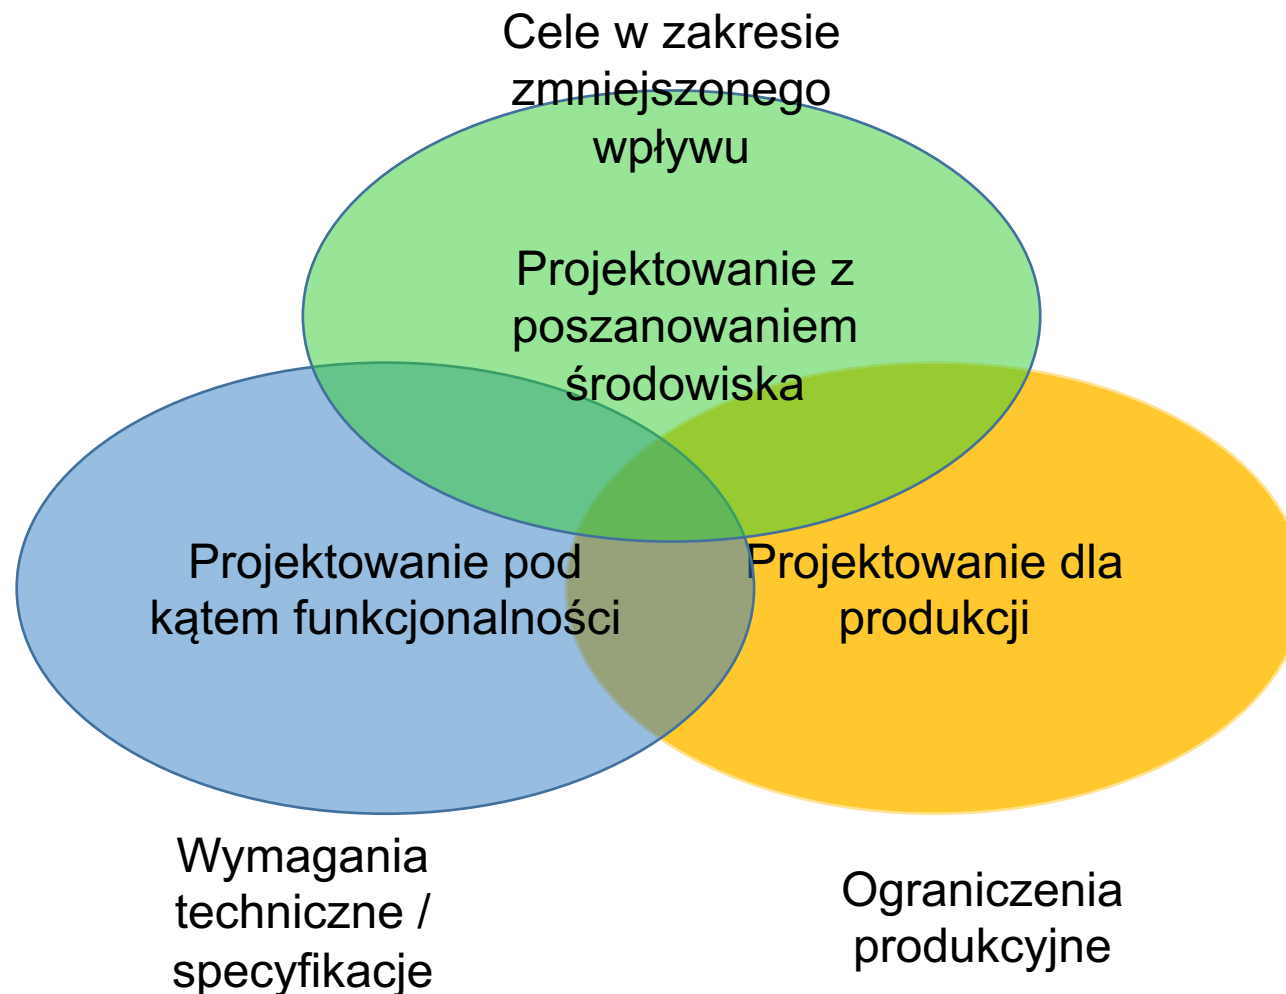 Cele w zakresie
zmniejszonego
wpływu
Projektowanie z
poszanowaniem
środowiska
Projektowanie pod
kątem funkcjonalności
Projektowanie dla
produkcji
Wymagania
techniczne /
specyfikacje
Ograniczenia
produkcyjne